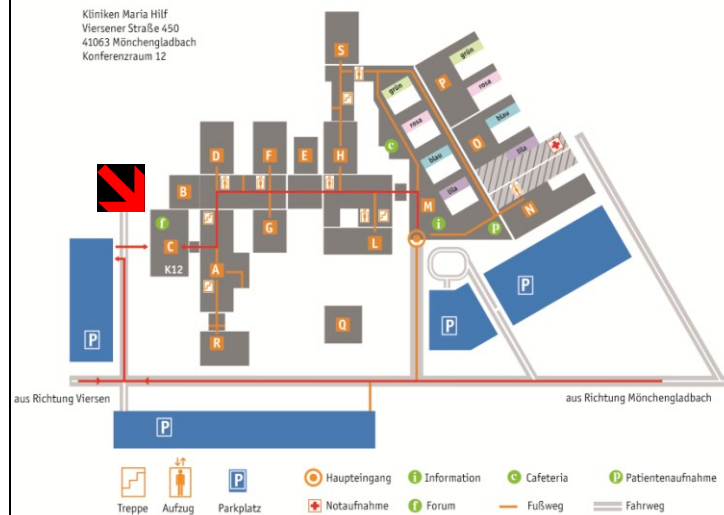 Kliniken Maria Hilf
Viersener Straße 450
41063 Mönchengladbach
Konferenzraum 12
S
grün
grün
P
rosa
rosa
e
blau
O
D
F
E
H
blau
lila
B
lila
M
N
f
G
i
P
C
L
K12
A
P
Q
P
P
R
aus Richtung Viersen
aus Richtung Mönchengladbach
P
P
Haupteingang
i Information
e Cafeteria
P Patientenaufnahme
Treppe
Aufzug
Parkplatz
Notaufnahme
f Forum
Fußweg
Fahrweg